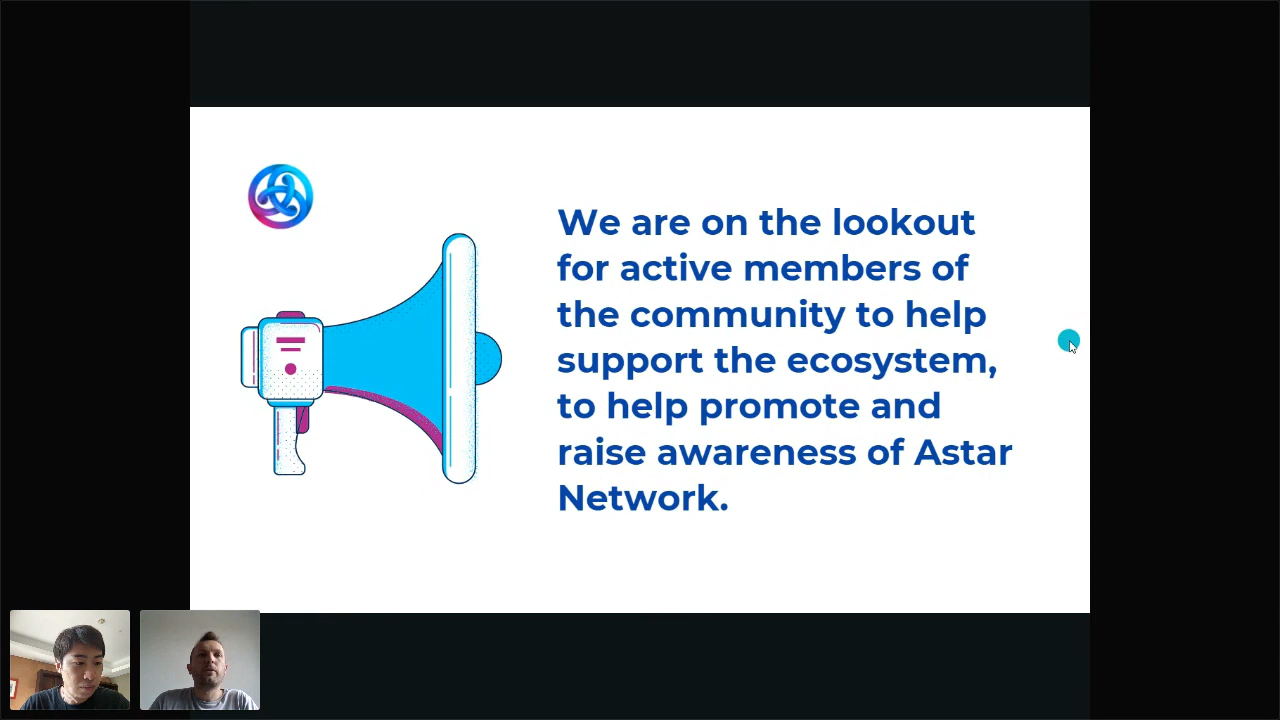 We are on the lookout
for active members of
the community to help
support the ecosystem,
to help promote and
raise awareness of Astar
Network.